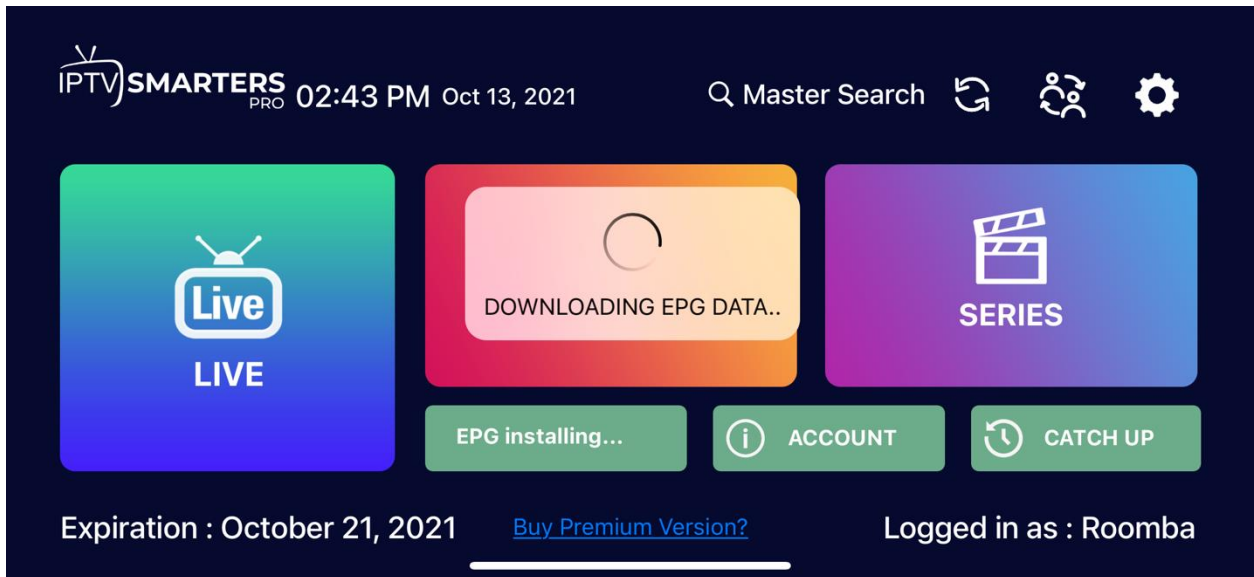 IPTV SMARTERS
PRO
02:43 PM Oct 13, 2021
Master Search
Live
LIVE
DOWNLOADING EPG DATA..
SERIES
EPG installing...
ACCOUNT
CATCH UP
Expiration : October 21, 2021
Buy Premium Version?
Logged in as : Roomba